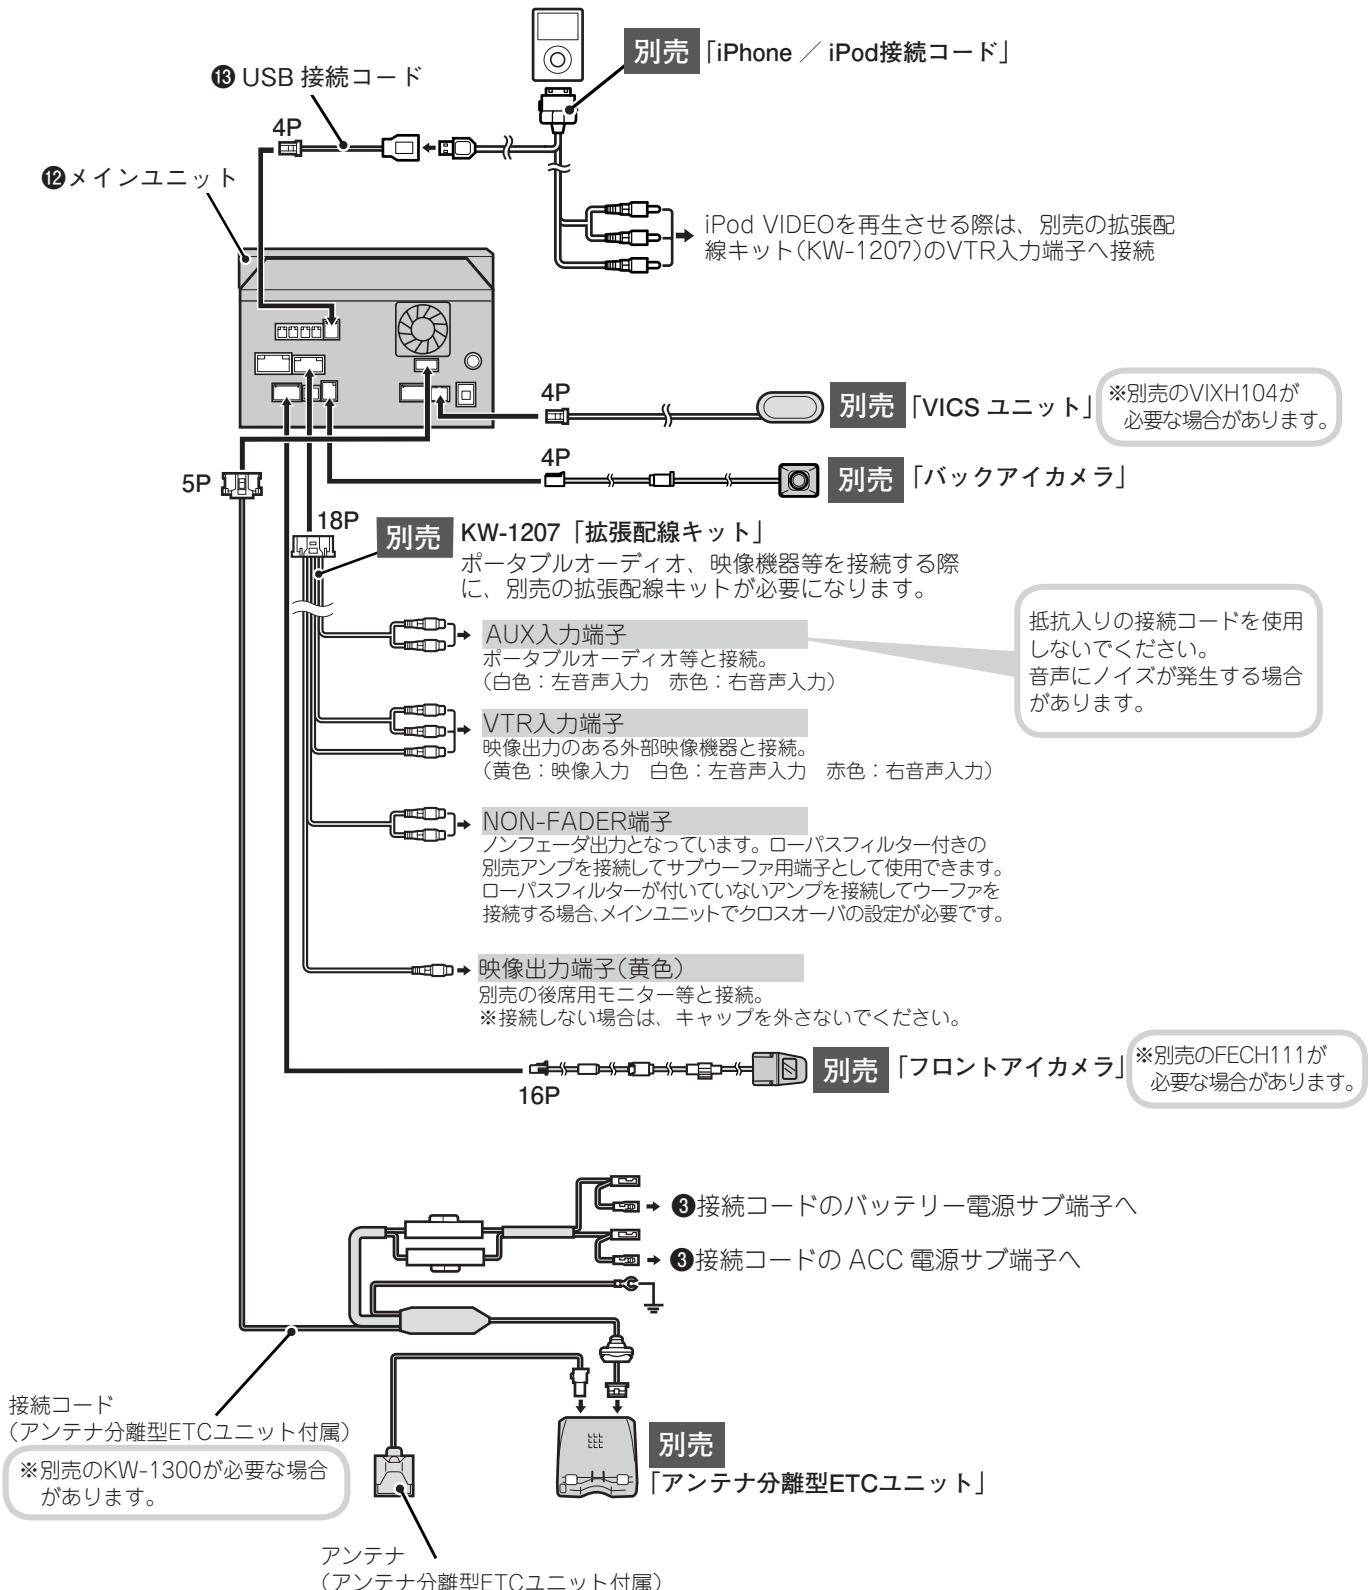 別売「iPhone ／ iPod接続コード」
⓭ USB 接続コード
4P
⓬メインユニット
iPod VIDEOを再生させる際は、別売の拡張配
線キット(KW-1207)のVTR入力端子へ接続
4P
別売「VICS ユニット」
※別売のVIXH104が
必要な場合があります。
4P
別売「バックアイカメラ」
5P
18P
別売 KW-1207「拡張配線キット」
ポータブルオーディオ、映像機器等を接続する際
に、別売の拡張配線キットが必要になります。
AUX入力端子
ポータブルオーディオ等と接続。
（白色：左音声入力　赤色：右音声入力）
抵抗入りの接続コードを使用
しないでください。
音声にノイズが発生する場合
があります。
VTR入力端子
映像出力のある外部映像機器と接続。
（黄色：映像入力　白色：左音声入力　赤色：右音声入力）
NON-FADER端子
ノンフェーダ出力となっています。ローパスフィルター付きの
別売アンプを接続してサブウーファ用端子として使用できます。
ローパスフィルターが付いていないアンプを接続してウーファを
接続する場合、メインユニットでクロスオーバの設定が必要です。
映像出力端子(黄色)
別売の後席用モニター等と接続。
※接続しない場合は、キャップを外さないでください。
16P
別売「フロントアイカメラ」
※別売のFECH111が
必要な場合があります。
❸接続コードのバッテリー電源サブ端子へ
❸接続コードの ACC 電源サブ端子へ
接続コード
（アンテナ分離型ETCユニット付属）
※別売のKW-1300が必要な場合
があります。
別売
「アンテナ分離型ETCユニット」
アンテナ
（アンテナ分離型ETCユニット付属）